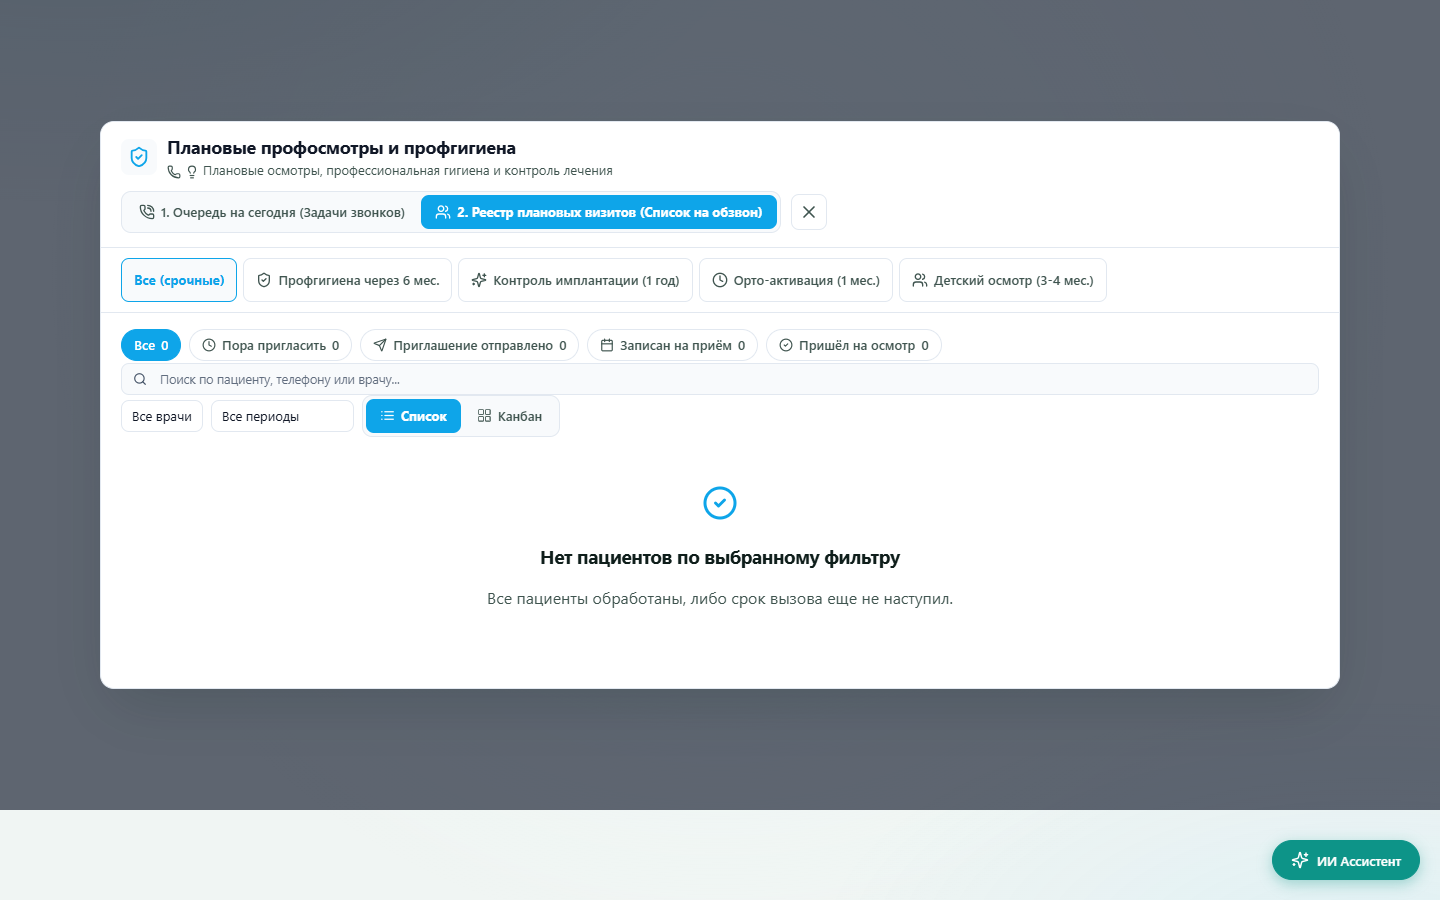 Плановые профосмотры и профгигиена
Плановые осмотры, профессиональная гигиена и контроль лечения
1. Очередь на сегодня (Задачи звонков)
2. Реестр плановых визитов (Список на обзвон)
Все (срочные)
Профгигиена через 6 мес.
Контроль имплантации (1 год)
Орто-активация (1 мес.)
Детский осмотр (3-4 мес.)
Все 0
Пора пригласить 0
Приглашение отправлено 0
Записан на приём 0
Пришёл на осмотр 0
Поиск по пациенту, телефону или врачу...
Все врачи
Все периоды
Список
Канбан
Нет пациентов по выбранному фильтру
Все пациенты обработаны, либо срок вызова еще не наступил.
ИИ Ассистент